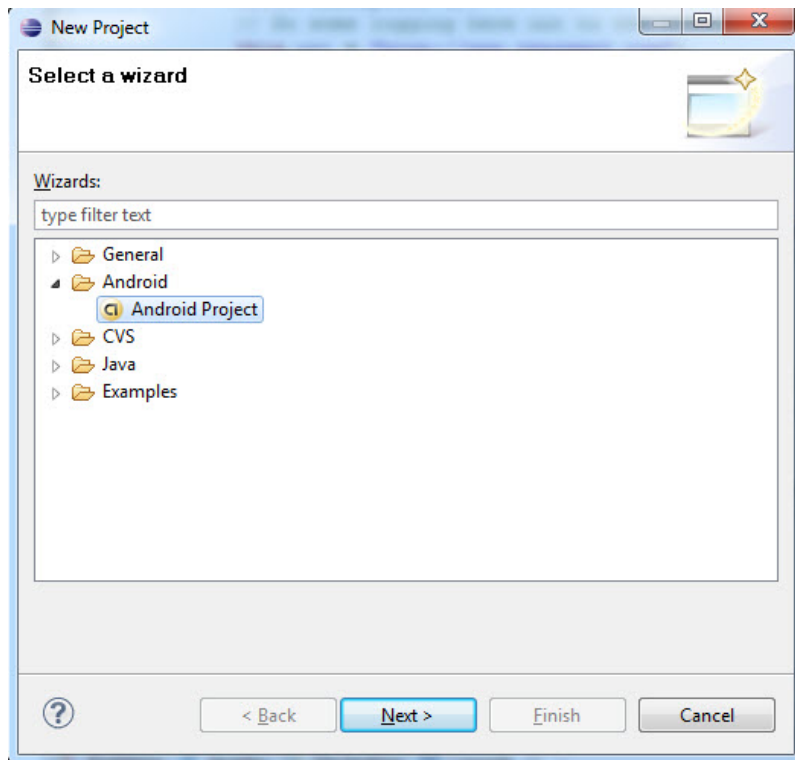 New Project
Select a wizard
Wizards:
type filter text
General
Android
Android Project
CVS
Java
Examples
< Back Next > Finish Cancel